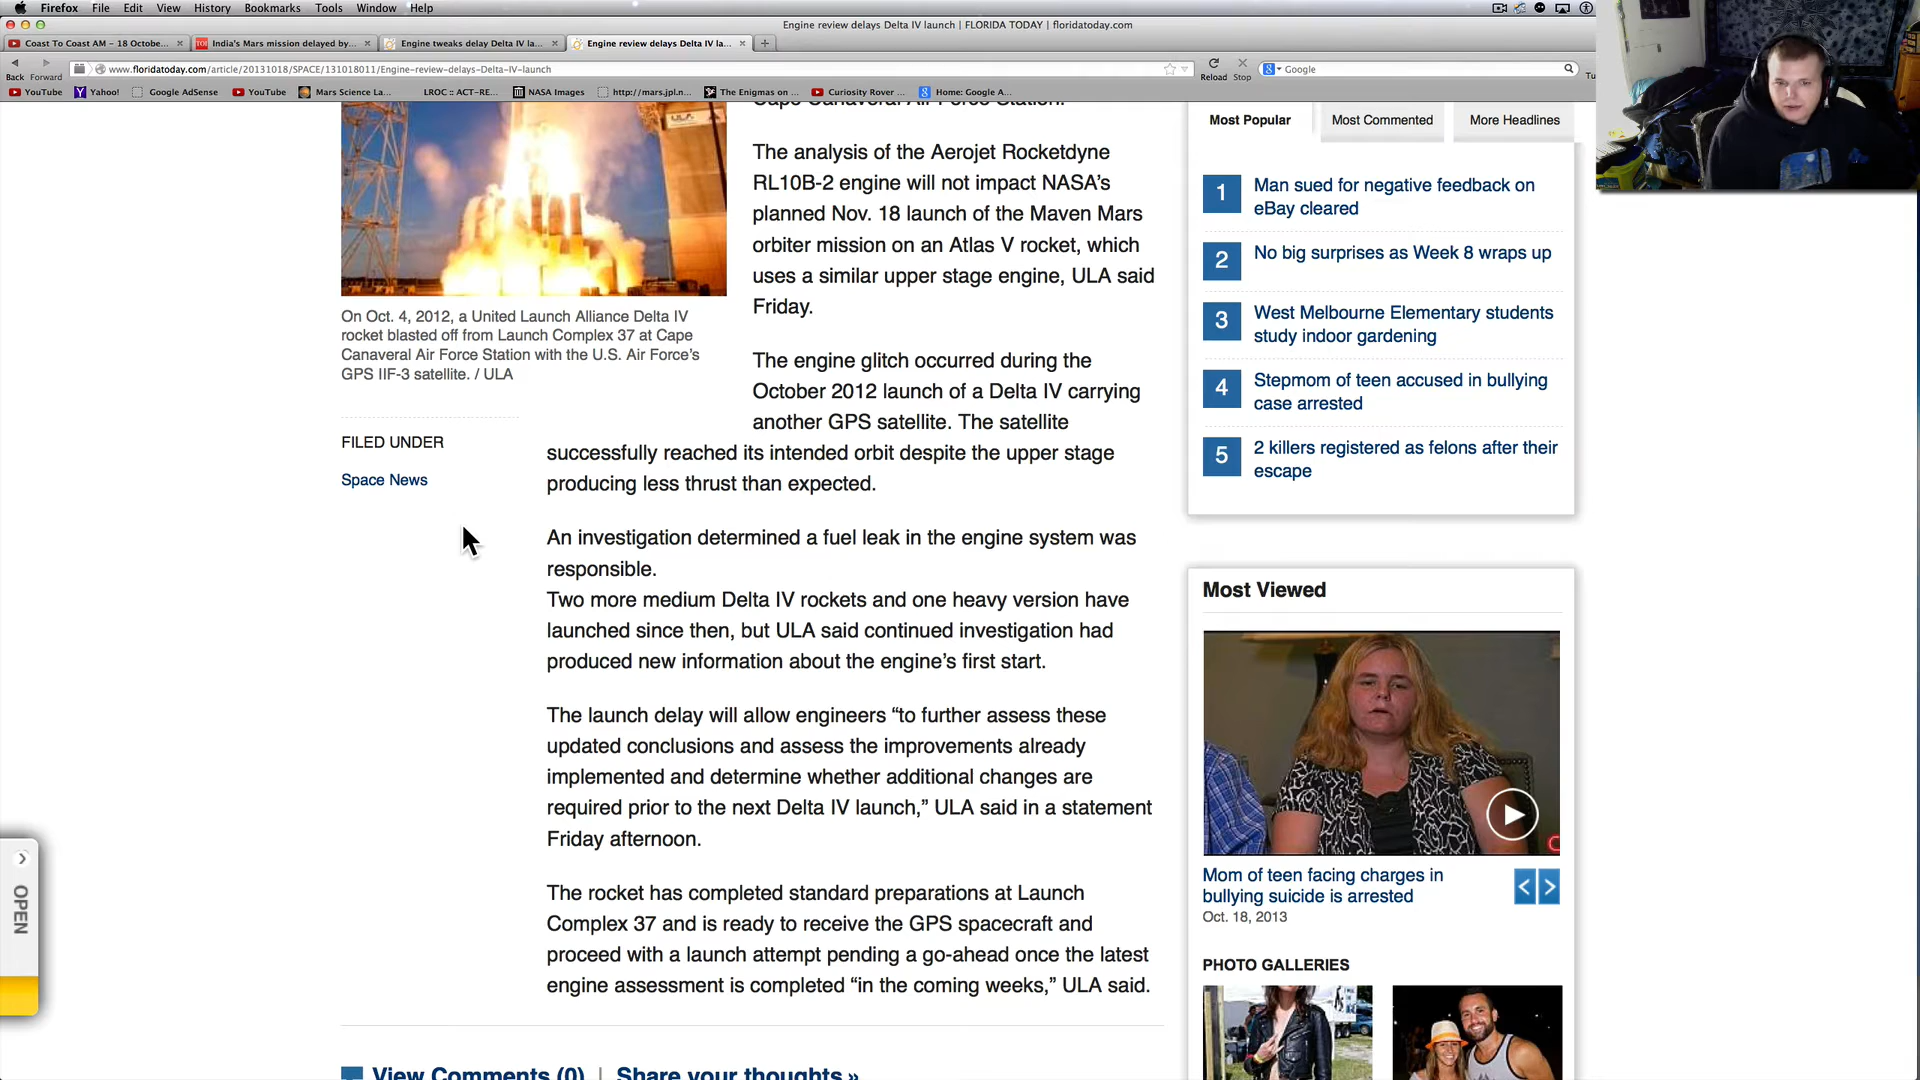 Firefox File Edit View History Bookmarks Tools Window Help
Engine review delays Delta IV launch | FLORIDA TODAY | floridatoday.com
Coast To Coast AM – 18 Octobe...
India's Mars mission delayed by...
Engine tweaks delay Delta IV la...
Engine review delays Delta IV la...
Back Forward
www.floridatoday.com/article/20131018/SPACE/131018011/Engine-review-delays-Delta-IV-launch
Reload Stop
Google
YouTube Yahoo! Google AdSense YouTube Mars Science La... LROC :: ACT-RE... NASA Images http://mars.jpl.n... The Enigmas on ... Curiosity Rover ... Home: Google A...
Cape Canaveral Air Force Station.
The analysis of the Aerojet Rocketdyne
RL10B-2 engine will not impact NASA’s
planned Nov. 18 launch of the Maven Mars
orbiter mission on an Atlas V rocket, which
uses a similar upper stage engine, ULA said
Friday.
On Oct. 4, 2012, a United Launch Alliance Delta IV
rocket blasted off from Launch Complex 37 at Cape
Canaveral Air Force Station with the U.S. Air Force’s
GPS IIF-3 satellite. / ULA
FILED UNDER
Space News
The engine glitch occurred during the
October 2012 launch of a Delta IV carrying
another GPS satellite. The satellite
successfully reached its intended orbit despite the upper stage
producing less thrust than expected.
An investigation determined a fuel leak in the engine system was
responsible.
Two more medium Delta IV rockets and one heavy version have
launched since then, but ULA said continued investigation had
produced new information about the engine’s first start.
The launch delay will allow engineers “to further assess these
updated conclusions and assess the improvements already
implemented and determine whether additional changes are
required prior to the next Delta IV launch,” ULA said in a statement
Friday afternoon.
The rocket has completed standard preparations at Launch
Complex 37 and is ready to receive the GPS spacecraft and
proceed with a launch attempt pending a go-ahead once the latest
engine assessment is completed “in the coming weeks,” ULA said.
View Comments (0) | Share your thoughts »
OPEN
Most Popular Most Commented More Headlines
1 Man sued for negative feedback on
eBay cleared
2 No big surprises as Week 8 wraps up
3 West Melbourne Elementary students
study indoor gardening
4 Stepmom of teen accused in bullying
case arrested
5 2 killers registered as felons after their
escape
Most Viewed
Mom of teen facing charges in
bullying suicide is arrested
Oct. 18, 2013
PHOTO GALLERIES